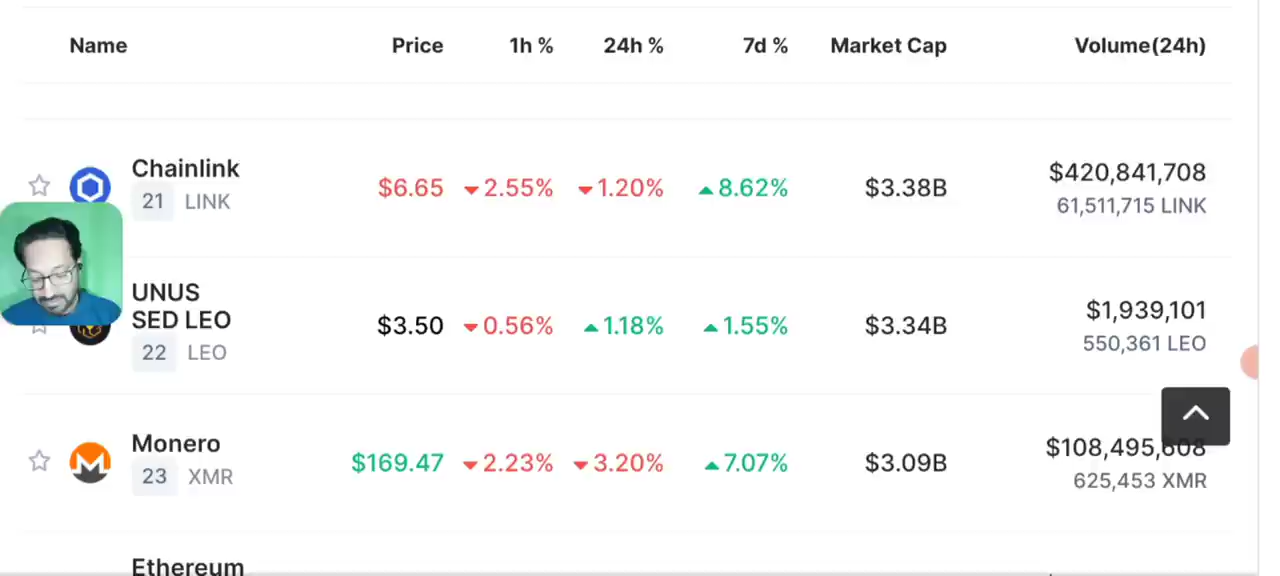 Name Price 1h % 24h % 7d % Market Cap Volume(24h)
Chainlink
21 LINK
$6.65 2.55% 1.20% 8.62% $3.38B $420,841,708
61,511,715 LINK
UNUS
SED LEO
22 LEO
$3.50 0.56% 1.18% 1.55% $3.34B $1,939,101
550,361 LEO
Monero
23 XMR
$169.47 2.23% 3.20% 7.07% $3.09B $108,495,608
625,453 XMR
Ethereum